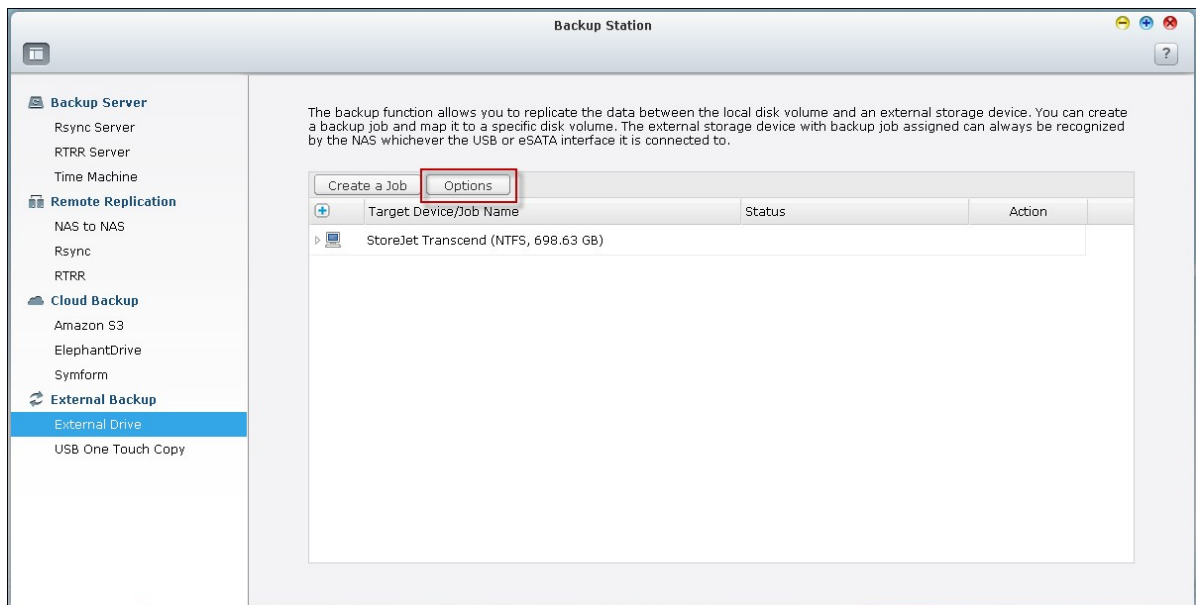 Backup Station
?
Backup Server
Rsync Server
RTRR Server
Time Machine
Remote Replication
NAS to NAS
Rsync
RTRR
Cloud Backup
Amazon S3
ElephantDrive
Symform
External Backup
External Drive
USB One Touch Copy
The backup function allows you to replicate the data between the local disk volume and an external storage device. You can create
a backup job and map it to a specific disk volume. The external storage device with backup job assigned can always be recognized
by the NAS whichever the USB or eSATA interface it is connected to.
Create a Job Options
Target Device/Job Name Status Action
StoreJet Transcend (NTFS, 698.63 GB)